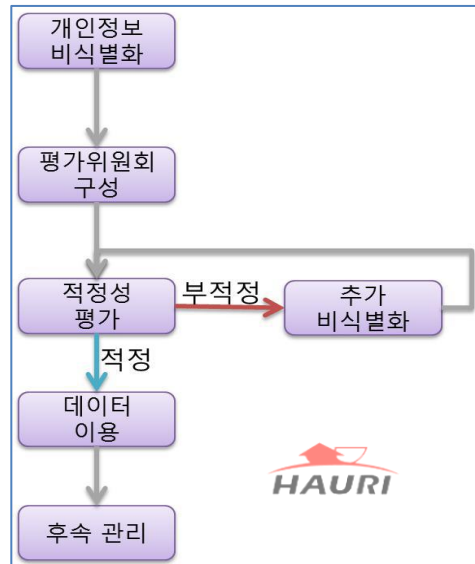 개인정보
비식별화
평가위원회
구성
적정성
평가
부적정
추가
비식별화
적정
데이터
이용
HAURI
후속 관리